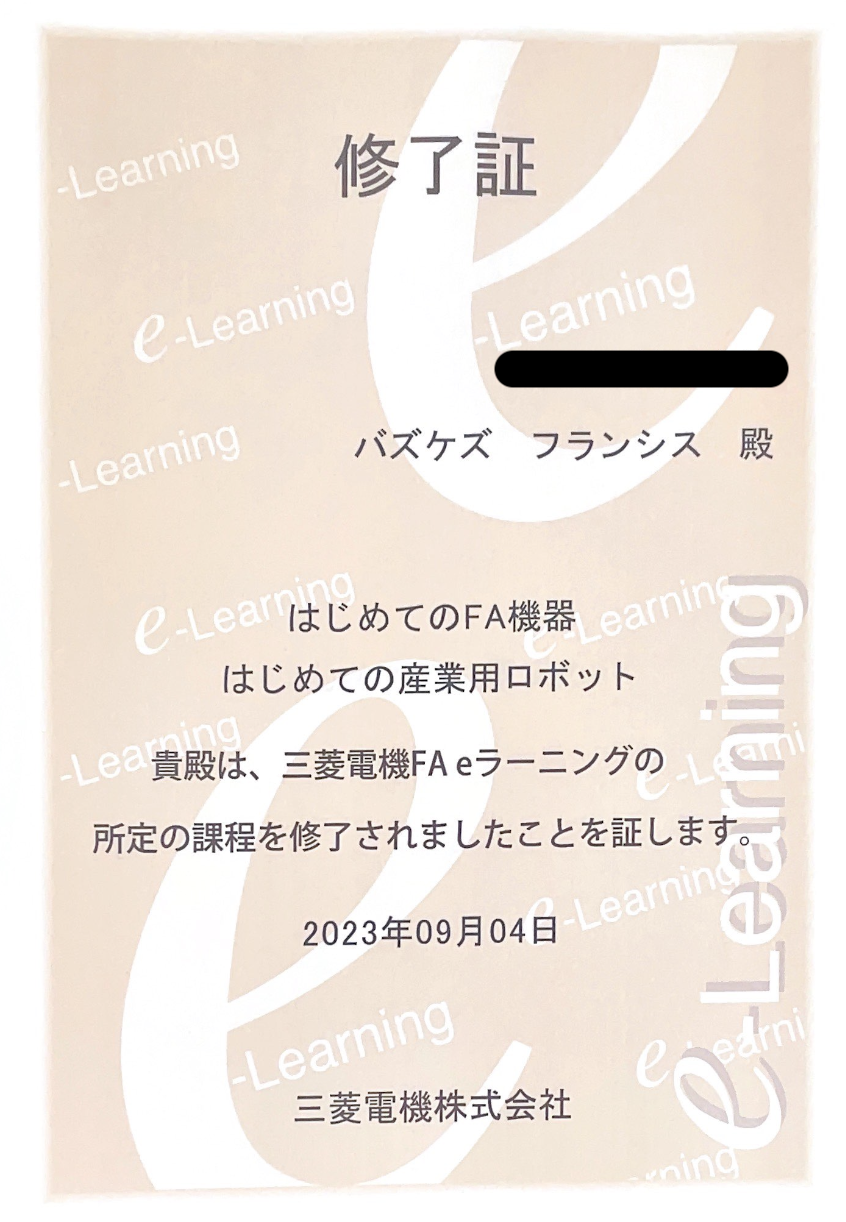 修了証
-Learning
e-Learning
-Learning
バズケズ フランシス 殿
-Learning
e-Learning
e-Learning
はじめてのFA機器
はじめての産業用ロボット
-Learning
e-Learni
貴殿は、三菱電機FA eラーニングの
所定の課程を修了されましたことを証します。
e-Learning
2023年09月04日
-Learning
e-Learni
三菱電機株式会社
rning
e-Learning